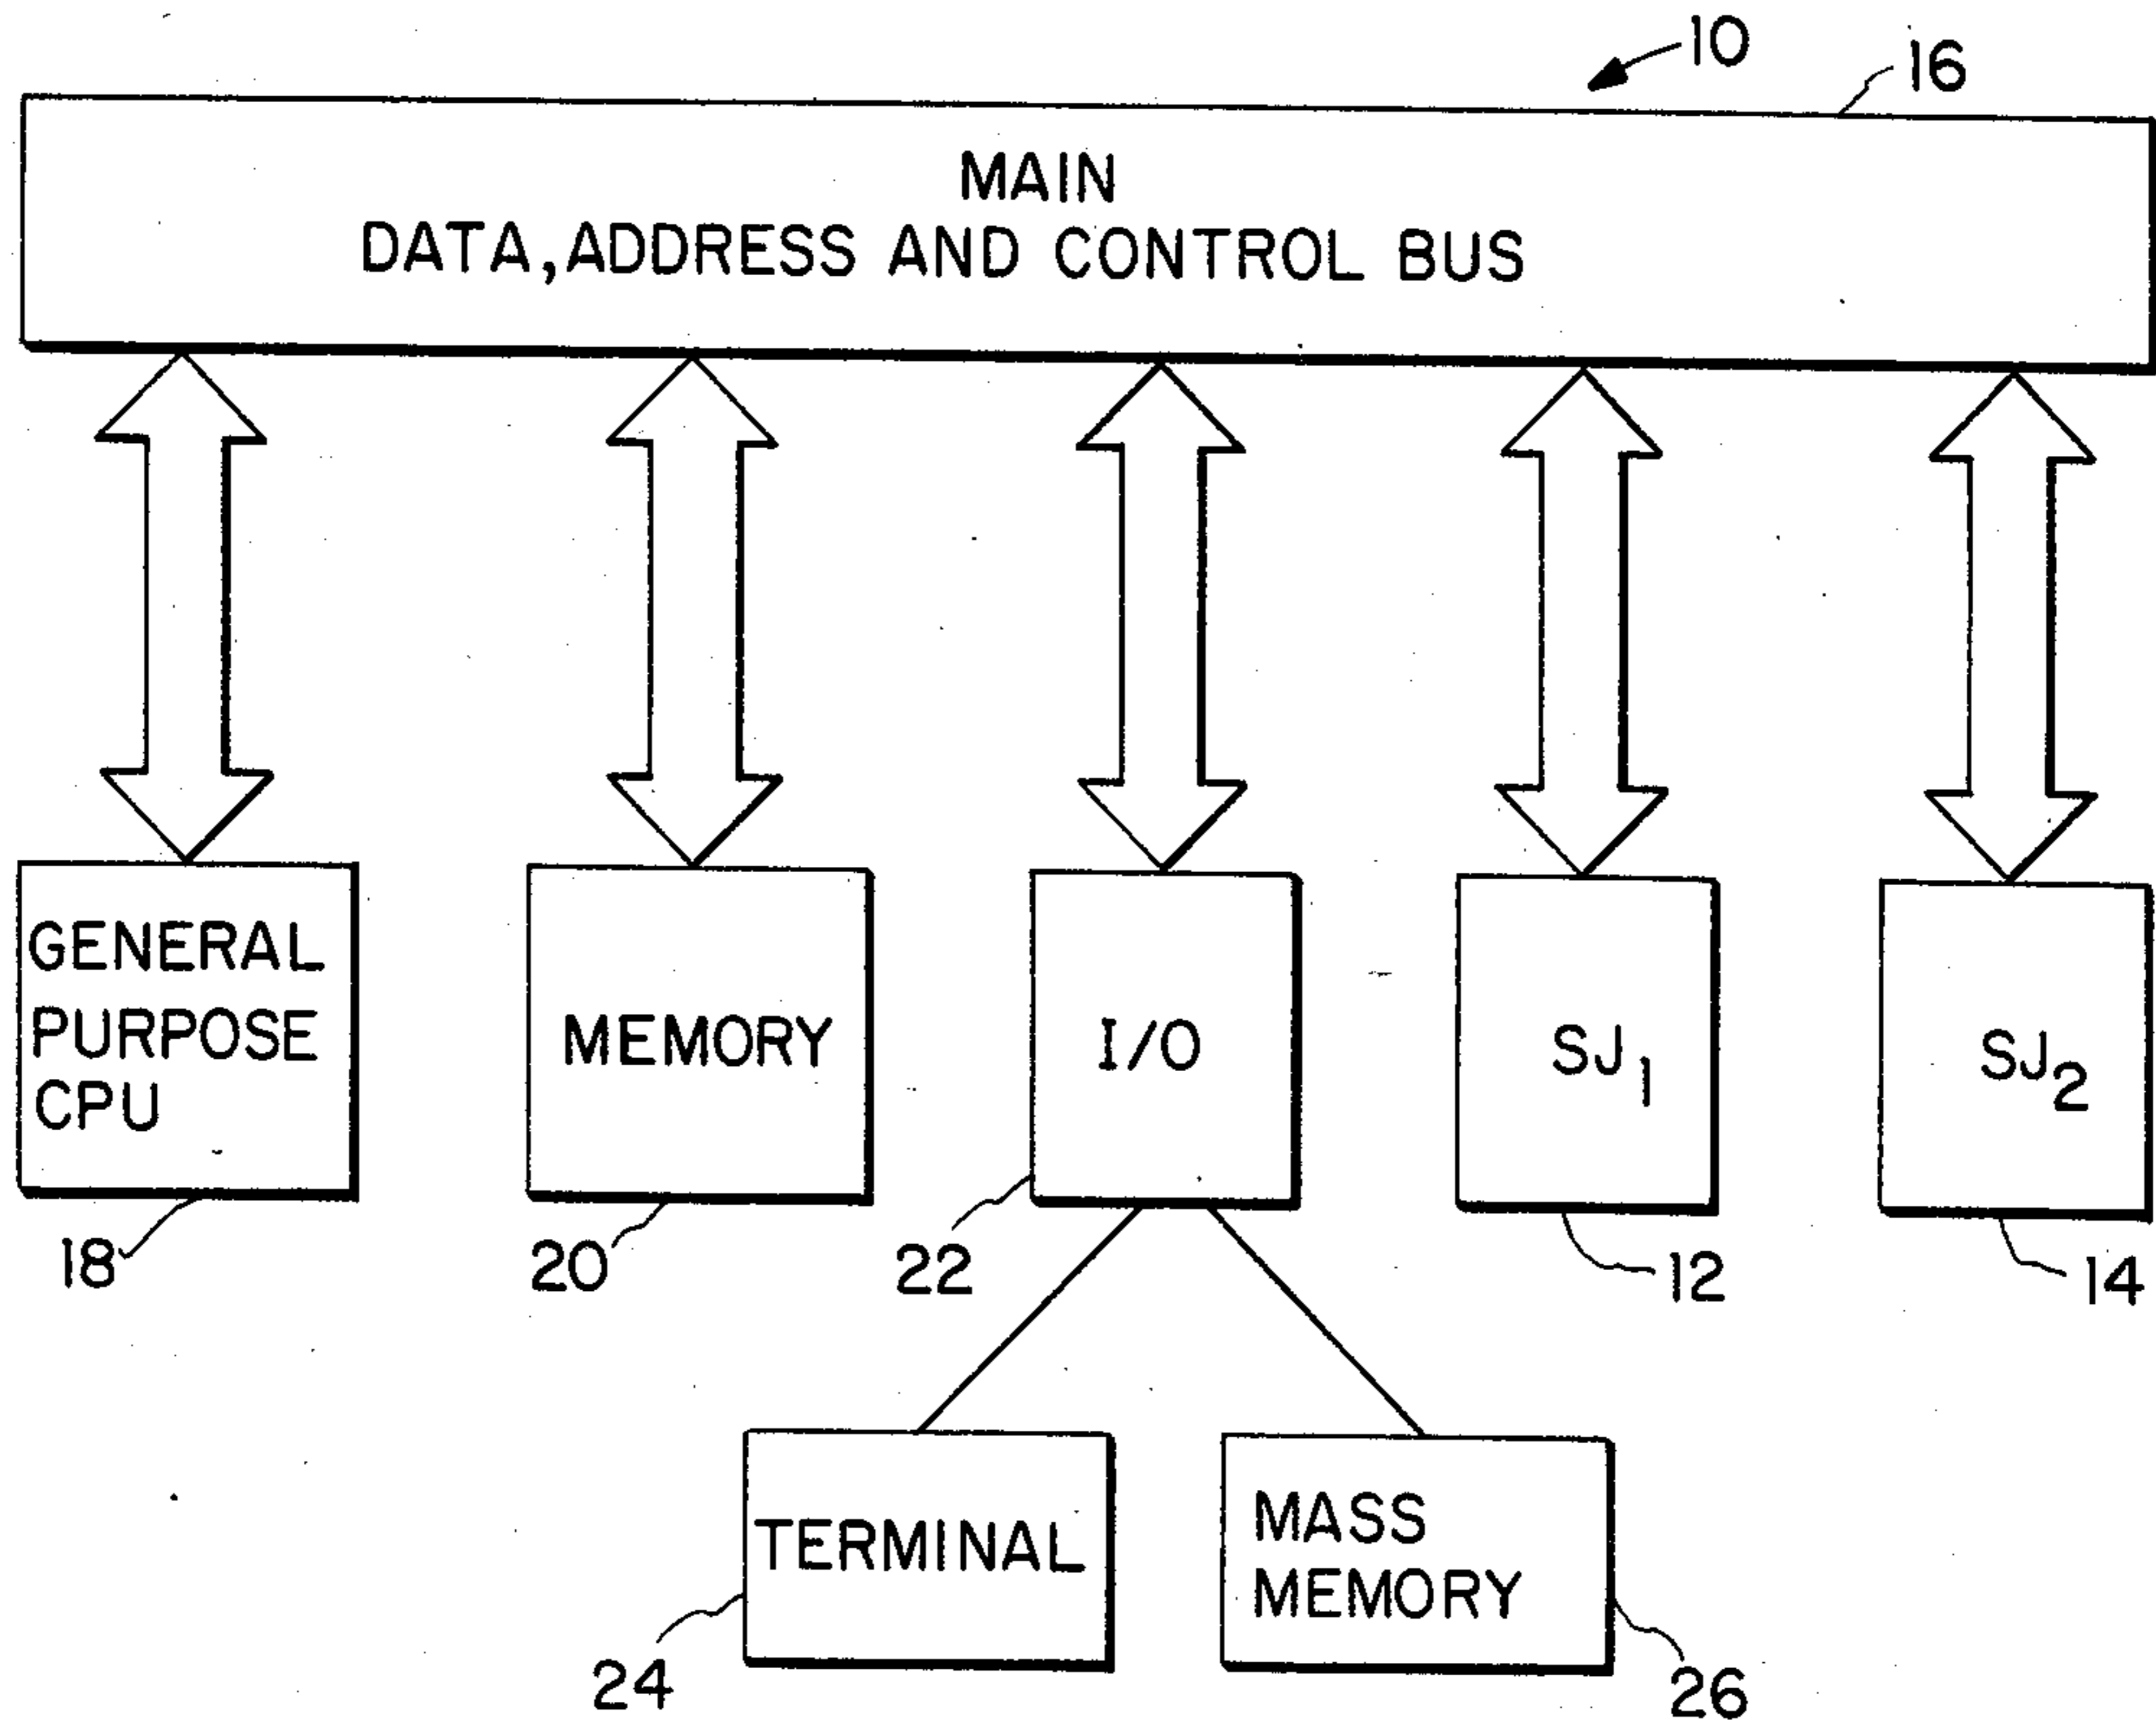 10
16
MAIN
DATA, ADDRESS AND CONTROL BUS
GENERAL
PURPOSE
CPU
MEMORY
I/O
SJ1
SJ2
18
20
22
12
14
TERMINAL
MASS
MEMORY
24
26